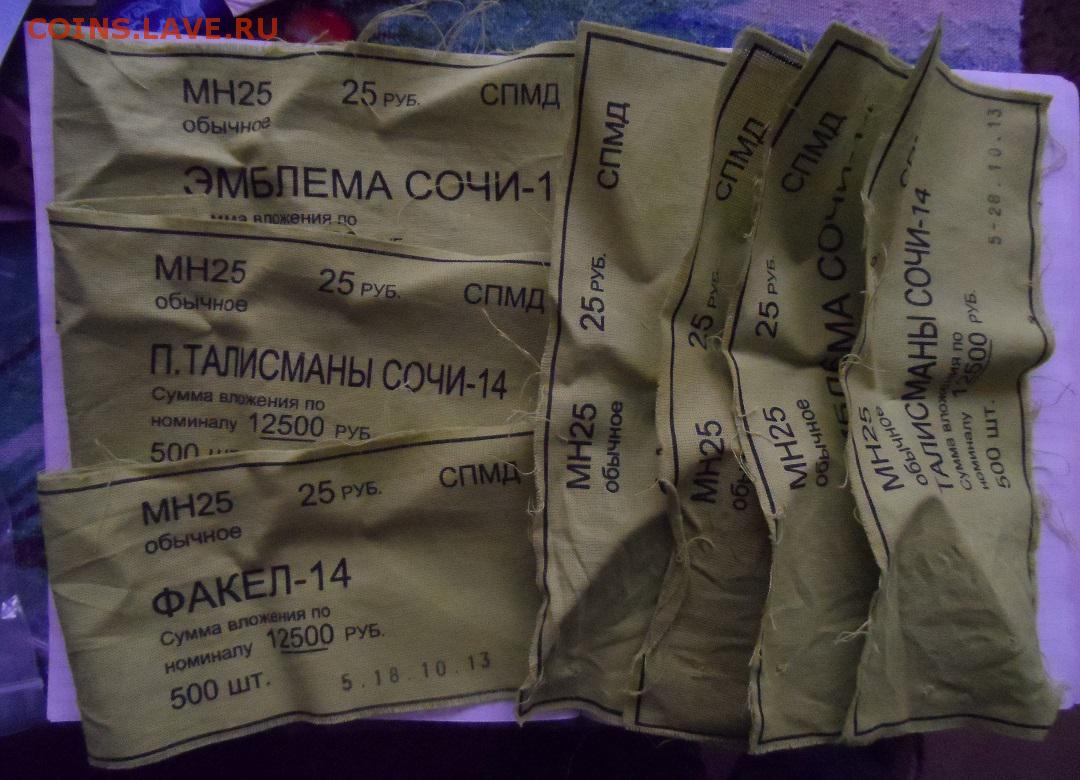 COINS.LAVE.RU
МН25 25 РУБ. СПМД
обычное
ЭМБЛЕМА СОЧИ-1
вложения по
МН25 25 РУБ. СПМД
обычное
П.ТАЛИСМАНЫ СОЧИ-14
Сумма вложения по
номиналу 12500 РУБ
500
МН25 25 РУБ. СПМД
обычное
ФАКЕЛ-14
Сумма вложения по
номиналу 12500 РУБ.
500 шт.
5.18.10.13
МН25 25 РУБ. СПМД
обычное
МН25 25 РУБ. СПМД
МН25 25 РУБ. СПМД
обычное
СОЧИ-1
МН25
обычное
ТАЛИСМАНЫ СОЧИ-14
Сумма вложения по
номиналу 12500 РУБ.
500 шт.
5-28.10.13